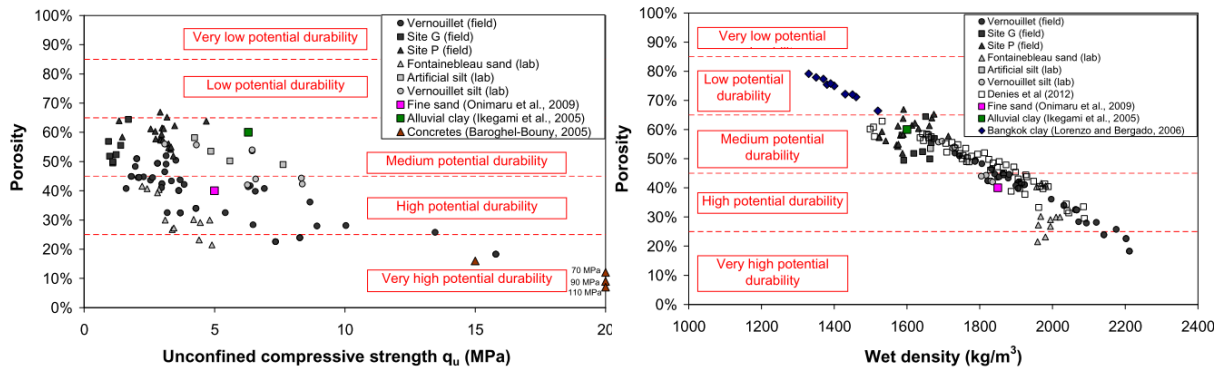 100%
90%
80%
70%
60%
50%
40%
30%
20%
10%
0%
Porosity
Very low potential durability
Low potential durability
Medium potential durability
High potential durability
Very high potential durability
Vernouillet (field)
Site G (field)
Site P (field)
Fontainebleau sand (lab)
Artificial silt (lab)
Vernouillet silt (lab)
Fine sand (Onimaru et al., 2009)
Alluvial clay (Ikegami et al., 2005)
Concretes (Baroghel-Bouny, 2005)
70 MPa
90 MPa
110 MPa
0 5 10 15 20
Unconfined compressive strength qu (MPa)
100%
90%
80%
70%
60%
50%
40%
30%
20%
10%
0%
Porosity
Very low potential
Low potential
durability
Medium potential
durability
High potential durability
Very high potential
durability
Vernouillet (field)
Site G (field)
Site P (field)
Fontainebleau sand (lab)
Artificial silt (lab)
Vernouillet silt (lab)
Denies et al (2012)
Fine sand (Onimaru et al., 2009)
Alluvial clay (Ikegami et al., 2005)
Bangkok clay (Lorenzo and Bergado, 2006)
1000 1200 1400 1600 1800 2000 2200 2400
Wet density (kg/m³)